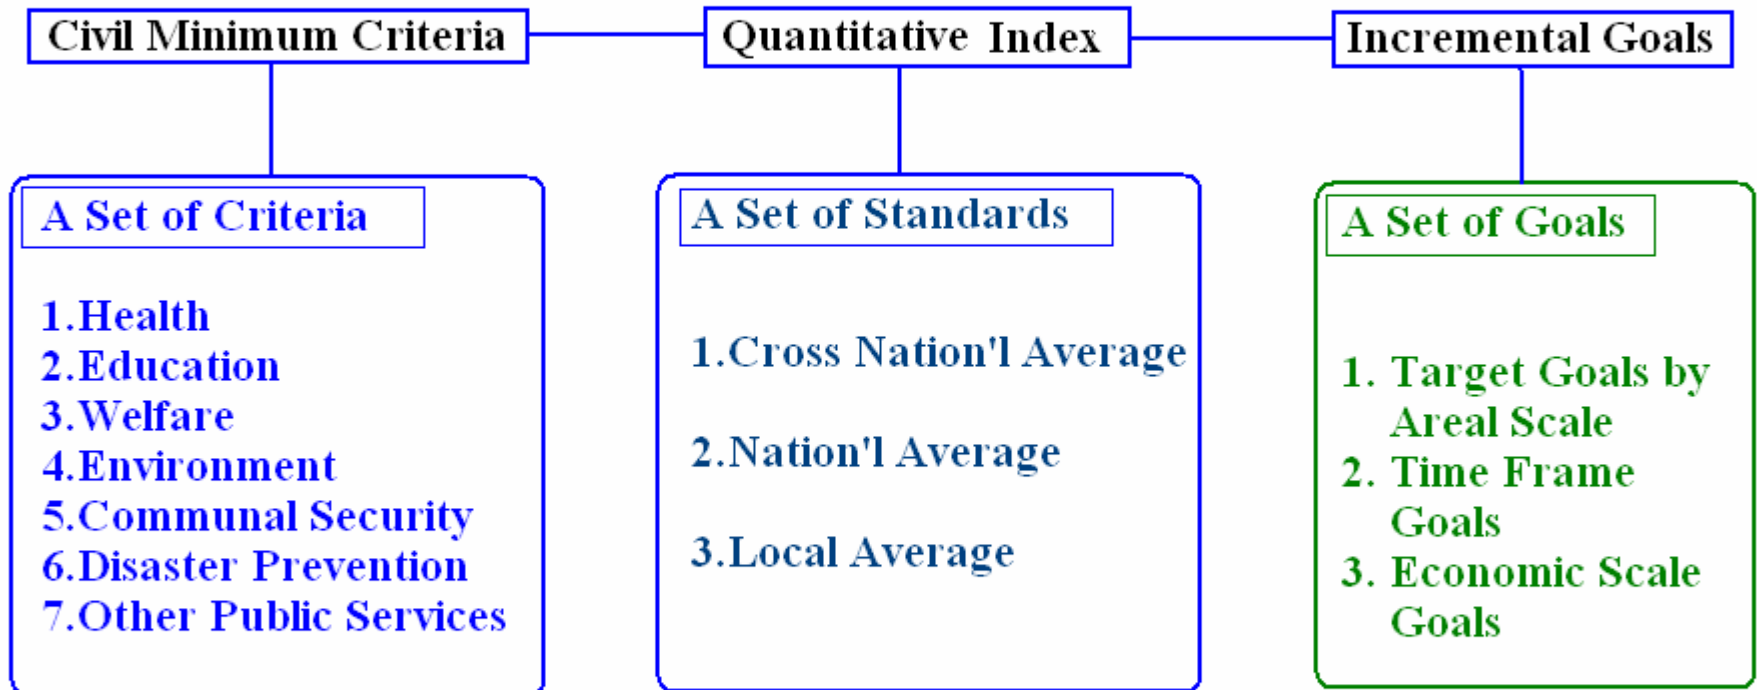 Civil Minimum Criteria
Quantitative Index
Incremental Goals
A Set of Criteria
1.Health
2.Education
3.Welfare
4.Environment
5.Communal Security
6.Disaster Prevention
7.Other Public Services
A Set of Standards
1.Cross Nation'l Average
2.Nation'l Average
3.Local Average
A Set of Goals
1. Target Goals by
Areal Scale
2. Time Frame
Goals
3. Economic Scale
Goals